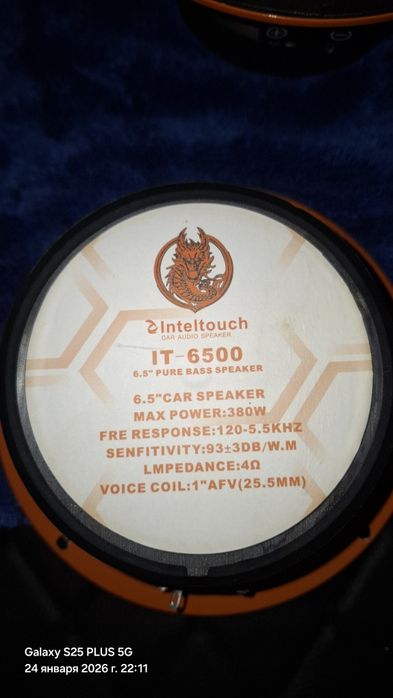 Inteltouch
CAR AUDIO SPEAKER
IT-6500
6.5" PURE BASS SPEAKER
6.5"CAR SPEAKER
MAX POWER:380W
FRE RESPONSE:120-5.5KHZ
SENFITIVITY:93±3DB/W.M
LMPEDANCE:4Ω
VOICE COIL:1"AFV(25.5MM)
Galaxy S25 PLUS 5G
24 января 2026 г. 22:11